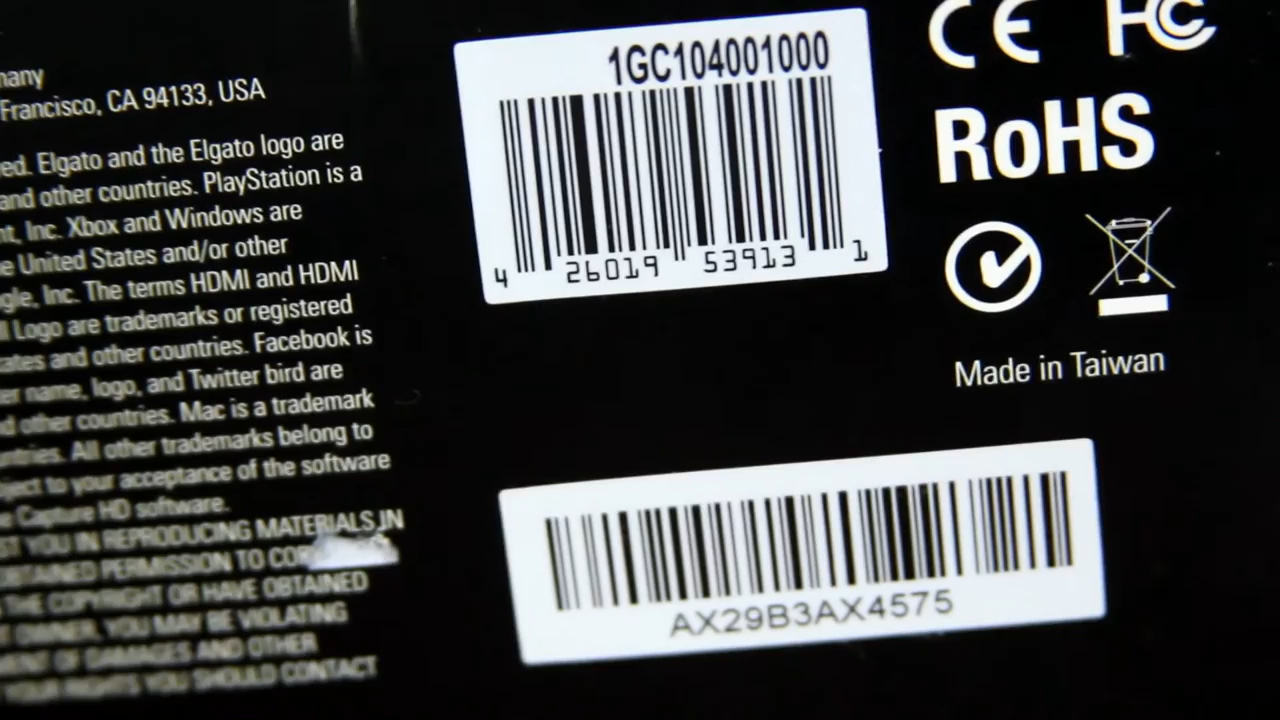 many
Francisco, CA 94133, USA
ed. Elgato and the Elgato logo are
and other countries. PlayStation is a
nt, Inc. Xbox and Windows are
e United States and/or other
gle, Inc. The terms HDMI and HDMI
I Logo are trademarks or registered
ates and other countries. Facebook is
er name, logo, and Twitter bird are
d other countries. Mac is a trademark
ntries. All other trademarks belong to
ject to your acceptance of the software
e Capture HD software.
ST YOU IN REPRODUCING MATERIALS IN
BTAINED PERMISSION TO COP
THE COPYRIGHT OR HAVE OBTAINED
T OWNER, YOU MAY BE VIOLATING
MENT OF DAMAGES AND OTHER
YOUR RIGHTS YOU SHOULD CONTACT
1GC104001000
4 26019 53913 1
CE FC
RoHS
Made in Taiwan
AX29B3AX4575